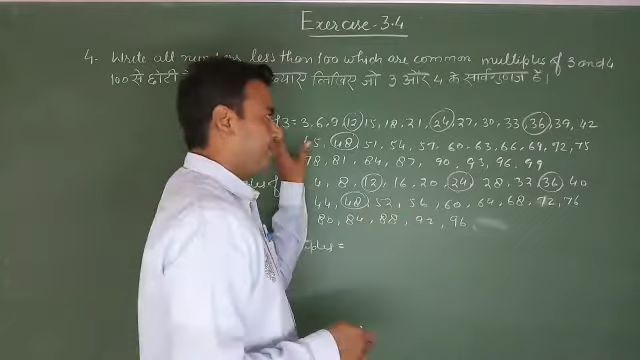 Exercise-3.4
4. Write all numbers less than 100 which are common multiples of 3 and 4
100 से छोटी लिखिए जो 3 और 4 के सार्वगुणज हैं।
3 = 3, 6, 9, 12, 15, 18, 21, 24, 27, 30, 33, 36, 39, 42
45, 48, 51, 54, 57, 60, 63, 66, 69, 72, 75
78, 81, 84, 87, 90, 93, 96, 99
of 4, 8, 12, 16, 20, 24, 28, 32, 36, 40
44, 48, 52, 56, 60, 64, 68, 72, 76
80, 84, 88, 92, 96,
=